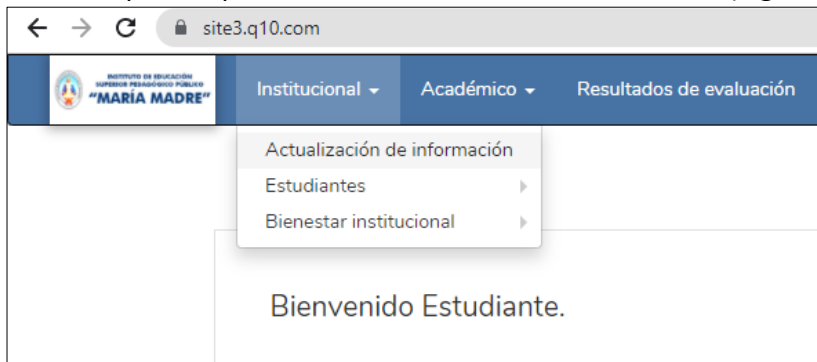 site3.q10.com
INSTITUTO DE EDUCACIÓN
SUPERIOR PEDAGÓGICO PÚBLICO
“MARÍA MADRE”
Institucional
Académico
Resultados de evaluación
Actualización de información
Estudiantes
Bienestar institucional
Bienvenido Estudiante.